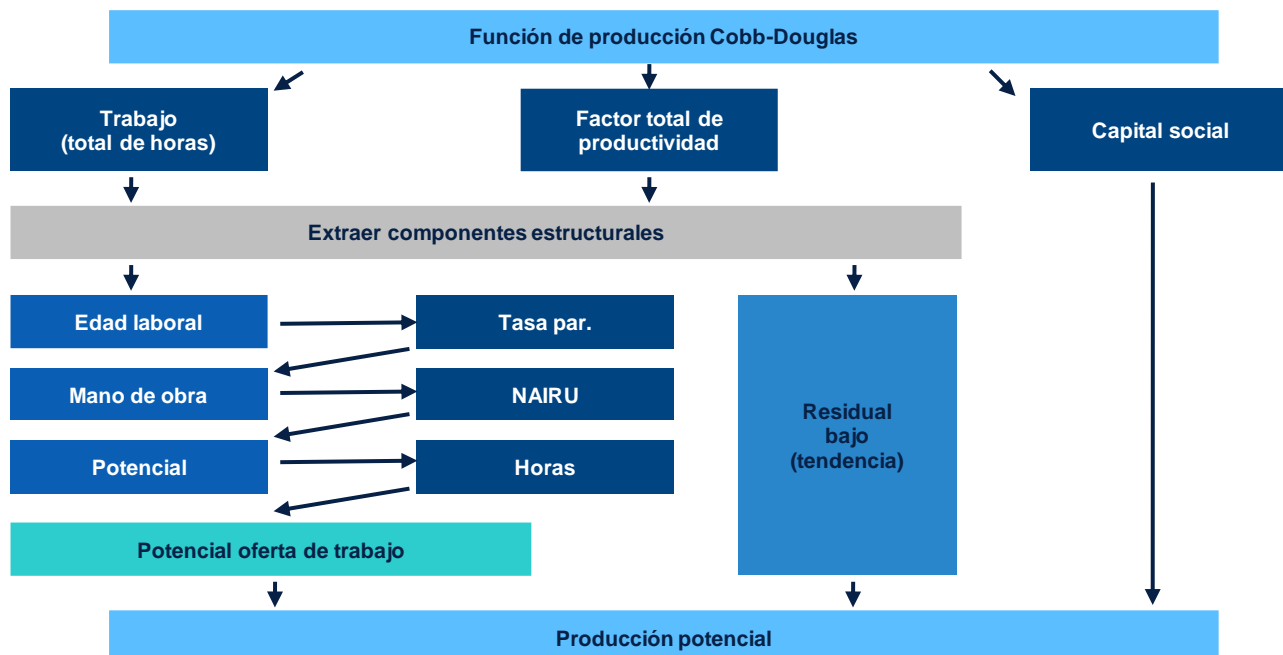 Función de producción Cobb-Douglas
Trabajo
(total de horas)
Factor total de
productividad
Capital social
Extraer componentes estructurales
Edad laboral
Tasa par.
Mano de obra
NAIRU
Potencial
Horas
Residual
bajo
(tendencia)
Potencial oferta de trabajo
Producción potencial